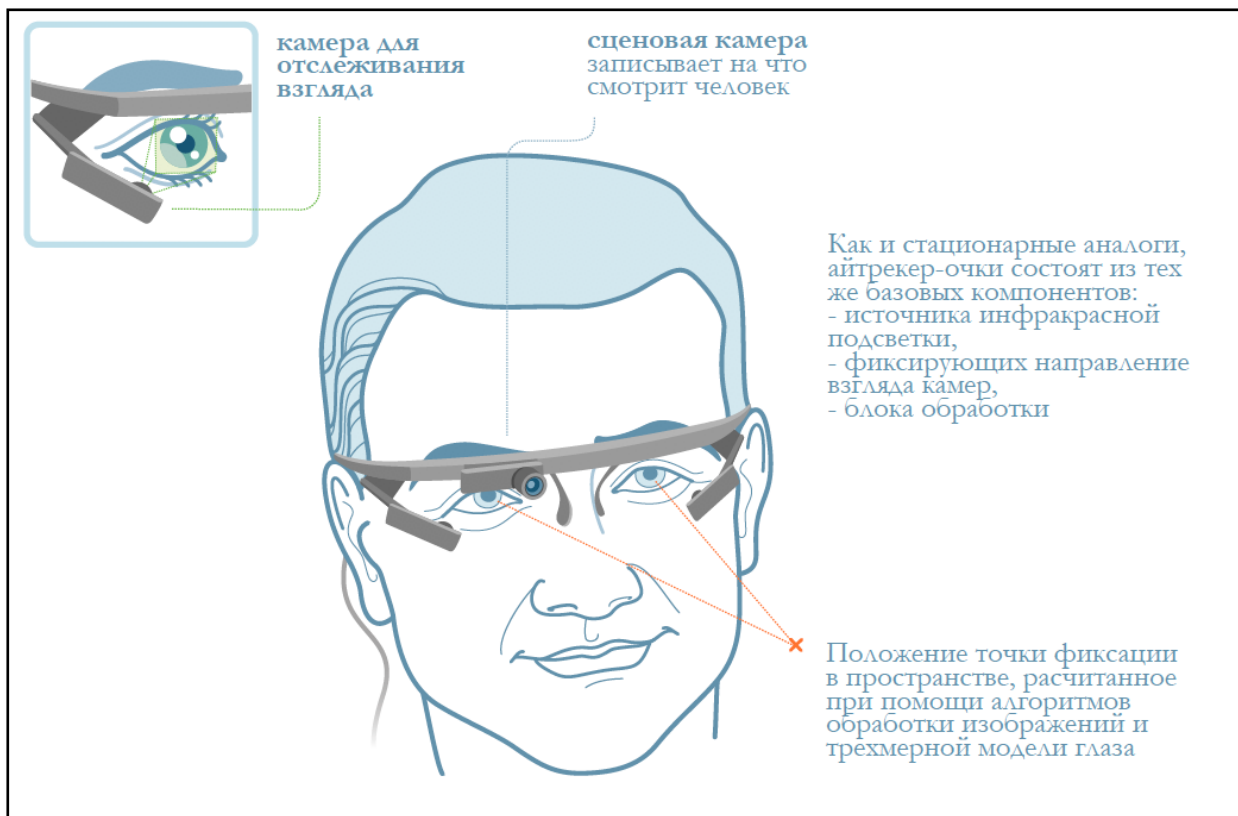 камера для
отслеживания
взгляда
сценовая камера
записывает на что
смотрит человек
Как и стационарные аналоги,
айтрекер-очки состоят из тех
же базовых компонентов:
- источника инфракрасной
подсветки,
- фиксирующих направление
взгляда камер,
- блока обработки
Положение точки фиксации
в пространстве, расчитанное
при помощи алгоритмов
обработки изображений и
трехмерной модели глаза